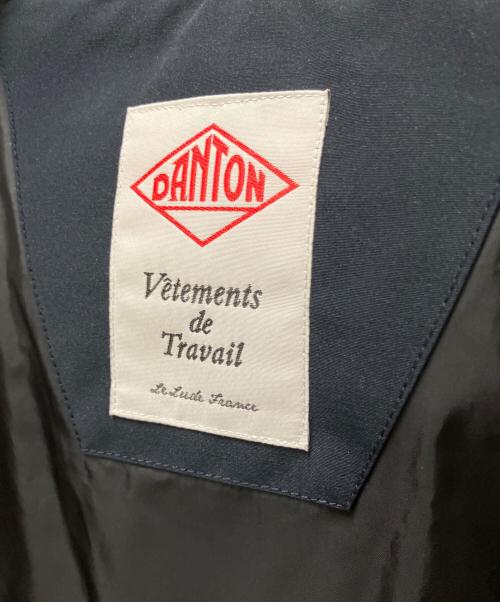 DANTON
Vêtements
de
Travail
Le Lude France